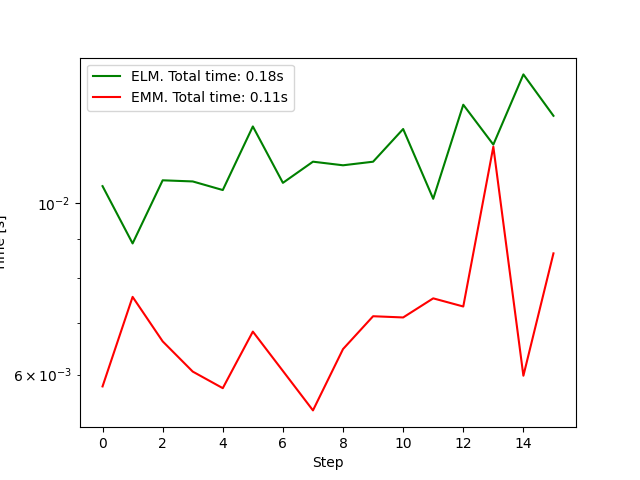 ELM. Total time: 0.18s
EMM. Total time: 0.11s
10⁻²
6 × 10⁻³
[s]
0 2 4 6 8 10 12 14
Step